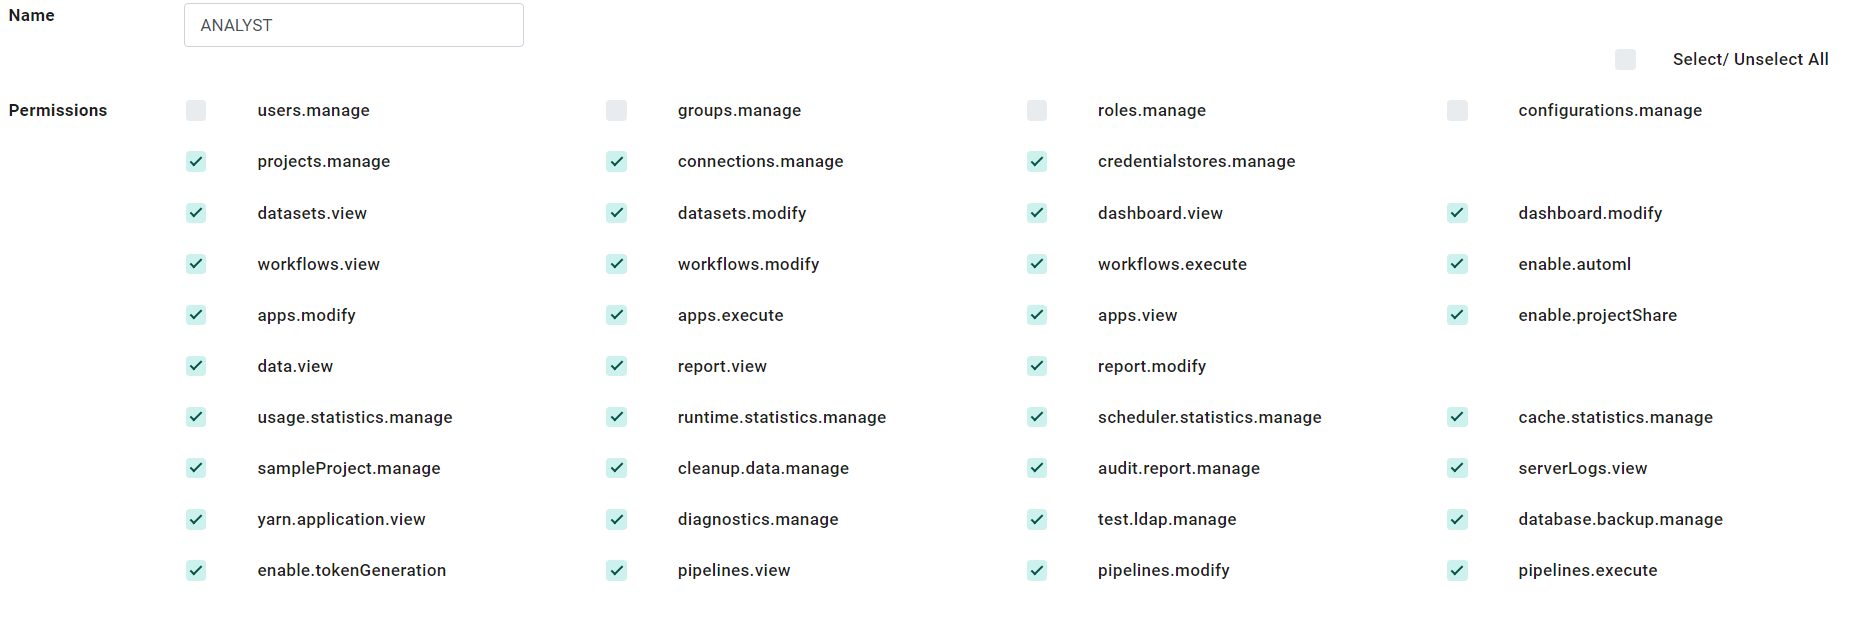 Name
ANALYST
Select/ Unselect All
Permissions users.manage groups.manage roles.manage configurations.manage
projects.manage connections.manage credentialstores.manage
datasets.view datasets.modify dashboard.view dashboard.modify
workflows.view workflows.modify workflows.execute enable.automl
apps.modify apps.execute apps.view enable.projectShare
data.view report.view report.modify
usage.statistics.manage runtime.statistics.manage scheduler.statistics.manage cache.statistics.manage
sampleProject.manage cleanup.data.manage audit.report.manage serverLogs.view
yarn.application.view diagnostics.manage test.ldap.manage database.backup.manage
enable.tokenGeneration pipelines.view pipelines.modify pipelines.execute